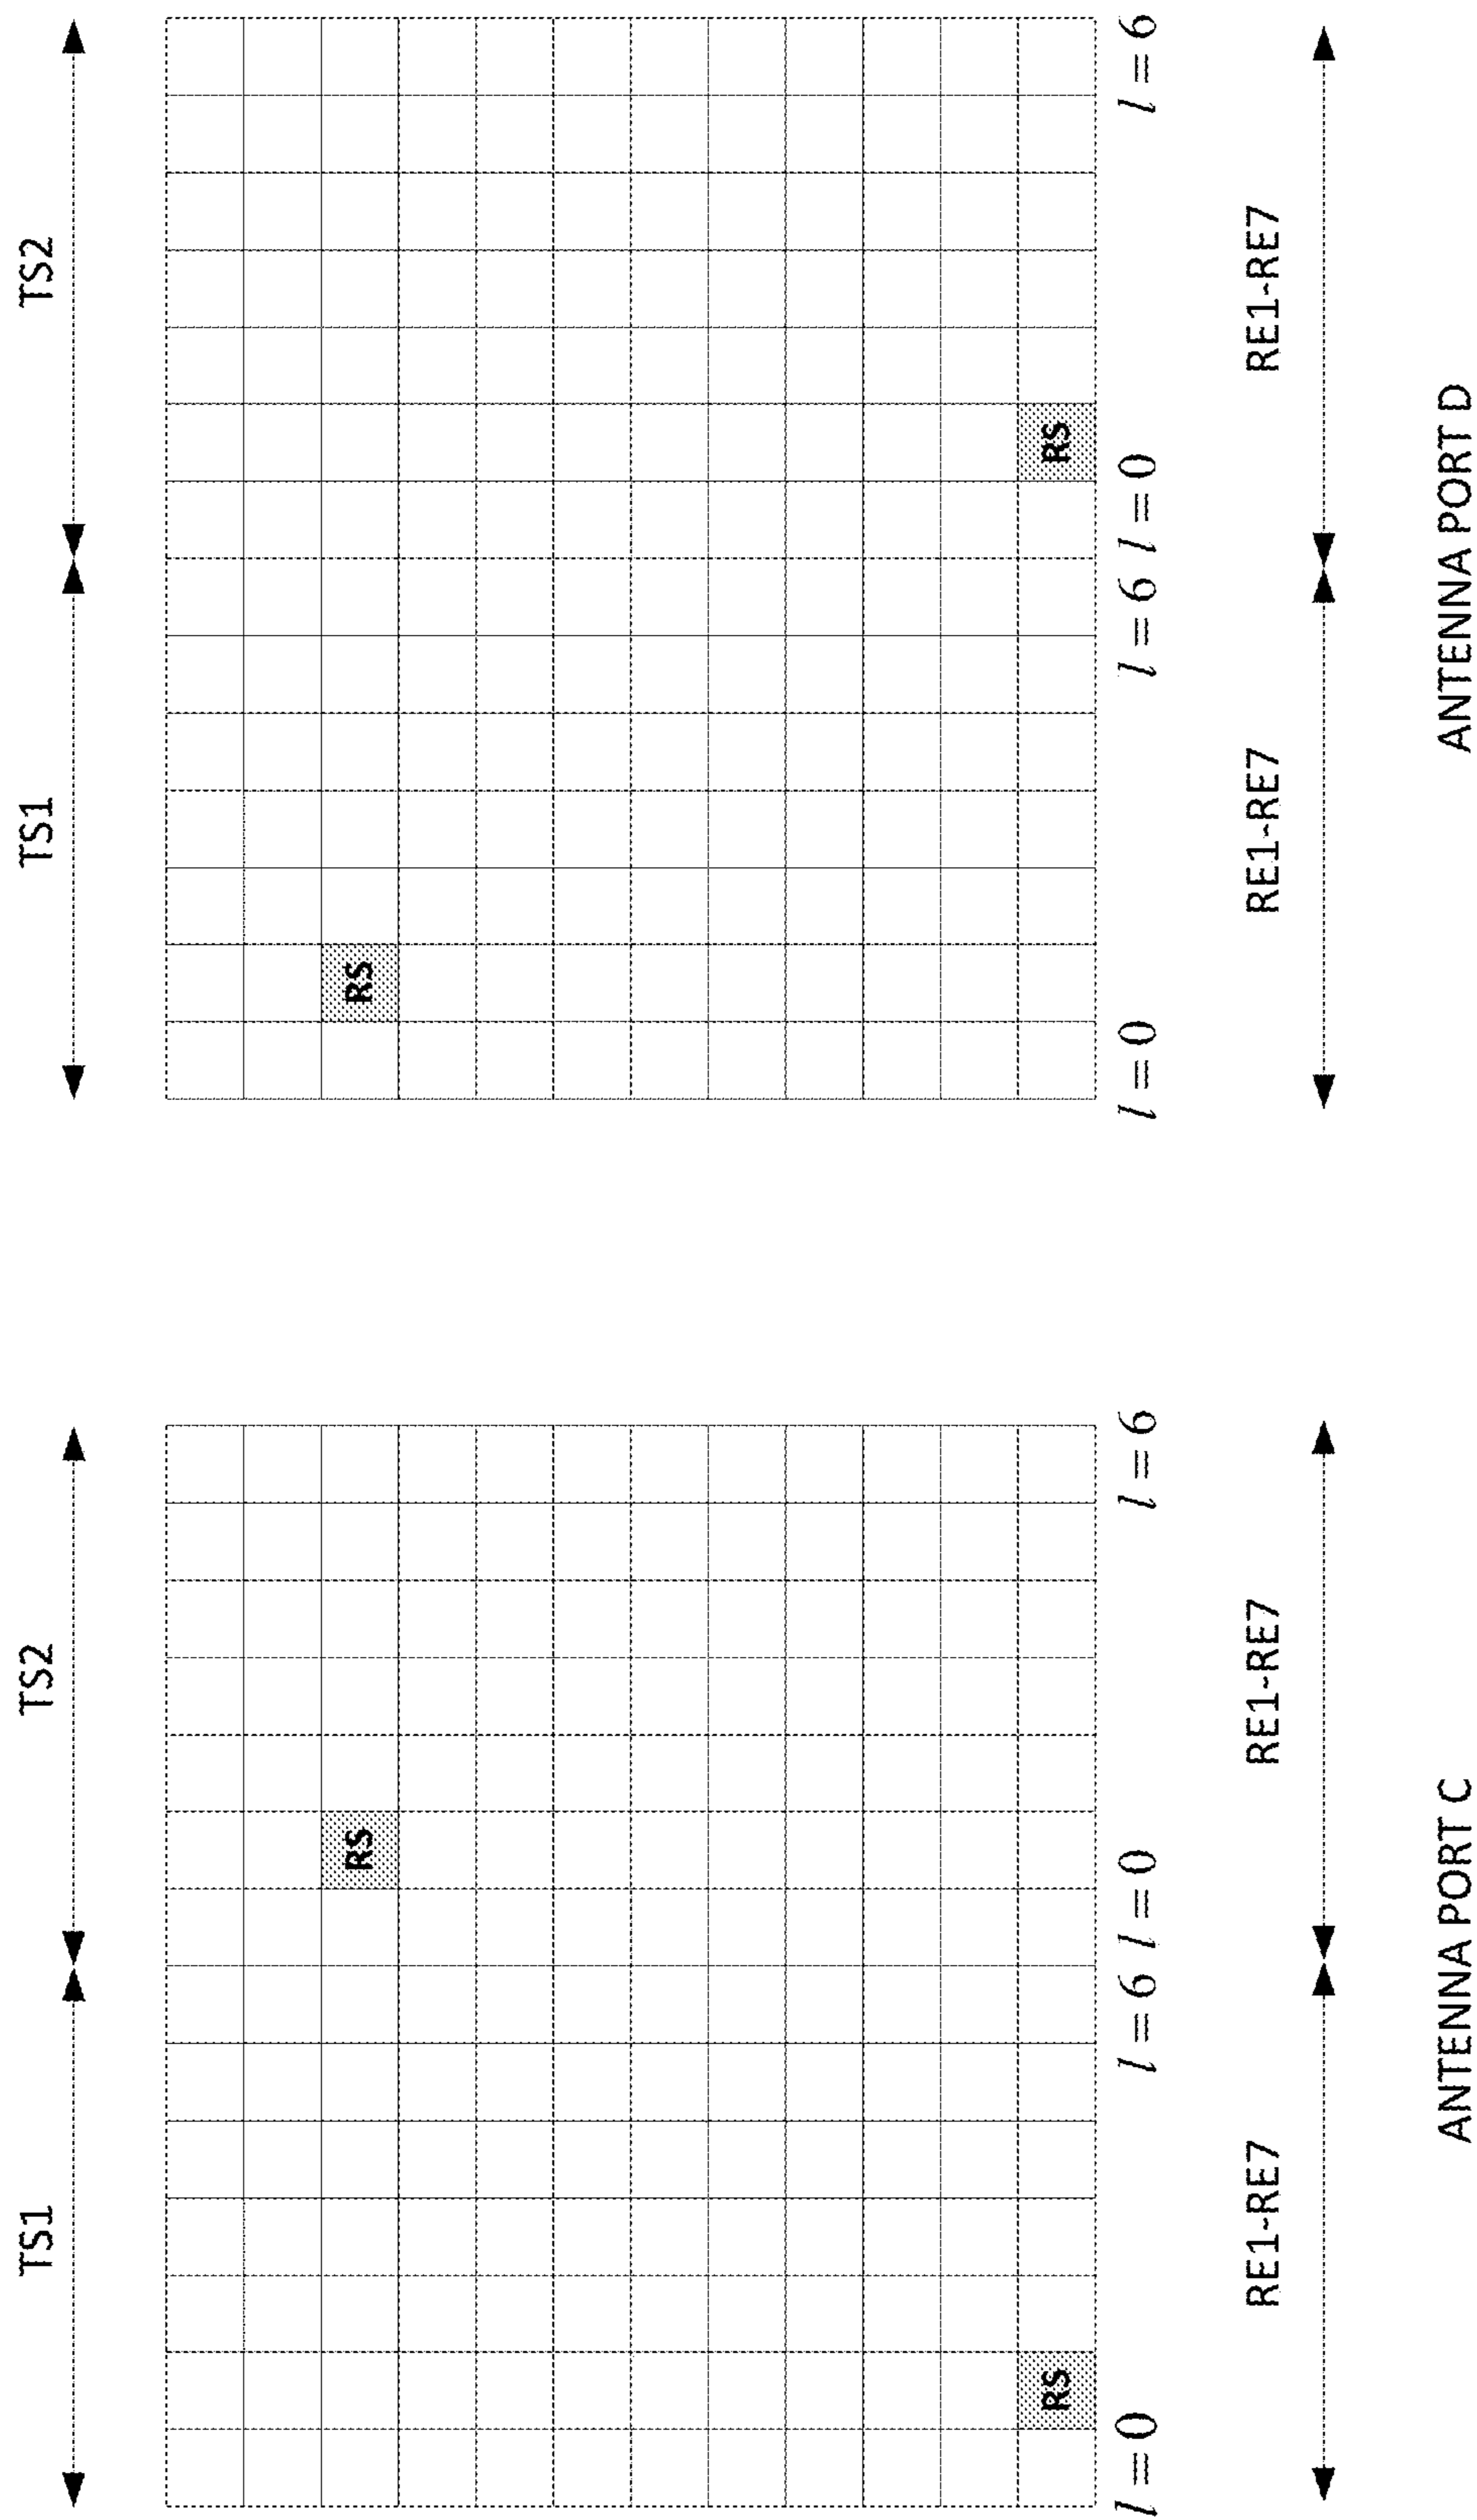 TS1 TS2 TS1 TS2
RS RS
RS RS
l = 0 l = 6 l = 0 l = 6 l = 0 l = 6 l = 0 l = 6
RE1-RE7 RE1-RE7 RE1-RE7 RE1-RE7
ANTENNA PORT C ANTENNA PORT D